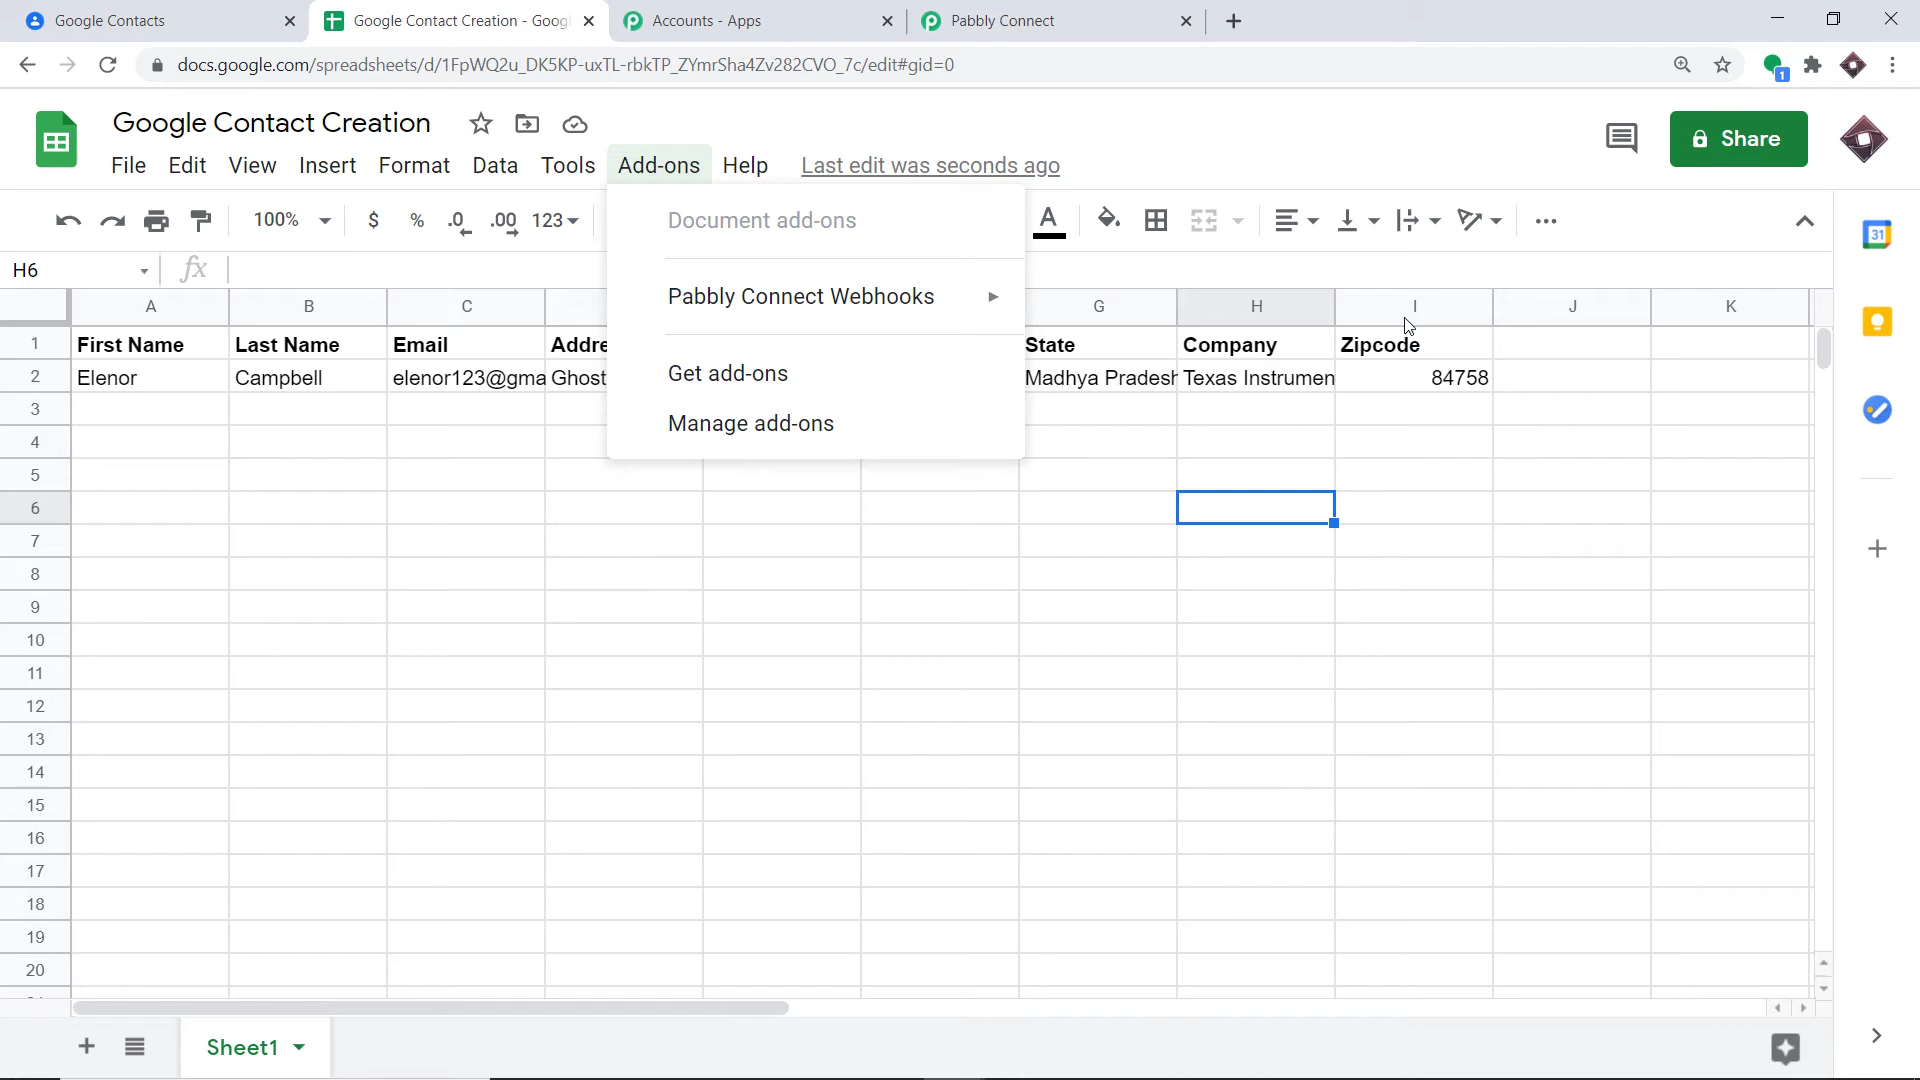 Google Contacts
Google Contact Creation - Goog
Accounts - Apps
Pabbly Connect
docs.google.com/spreadsheets/d/1FpWQ2u_DK5KP-uxTL-rbkTP_ZYmrSha4Zv282CVO_7c/edit#gid=0
1
Google Contact Creation
Share
File Edit View Insert Format Data Tools Add-ons Help Last edit was seconds ago
100% $ % .0 .00 123 A
31
Document add-ons
Pabbly Connect Webhooks
Get add-ons
Manage add-ons
H6 fx
A B C G H I J K
1 First Name Last Name Email Addre State Company Zipcode
2 Elenor Campbell elenor123@gma Ghost Madhya Pradesh Texas Instrumen 84758
3
4
5
6
7
8
9
10
11
12
13
14
15
16
17
18
19
20
Sheet1